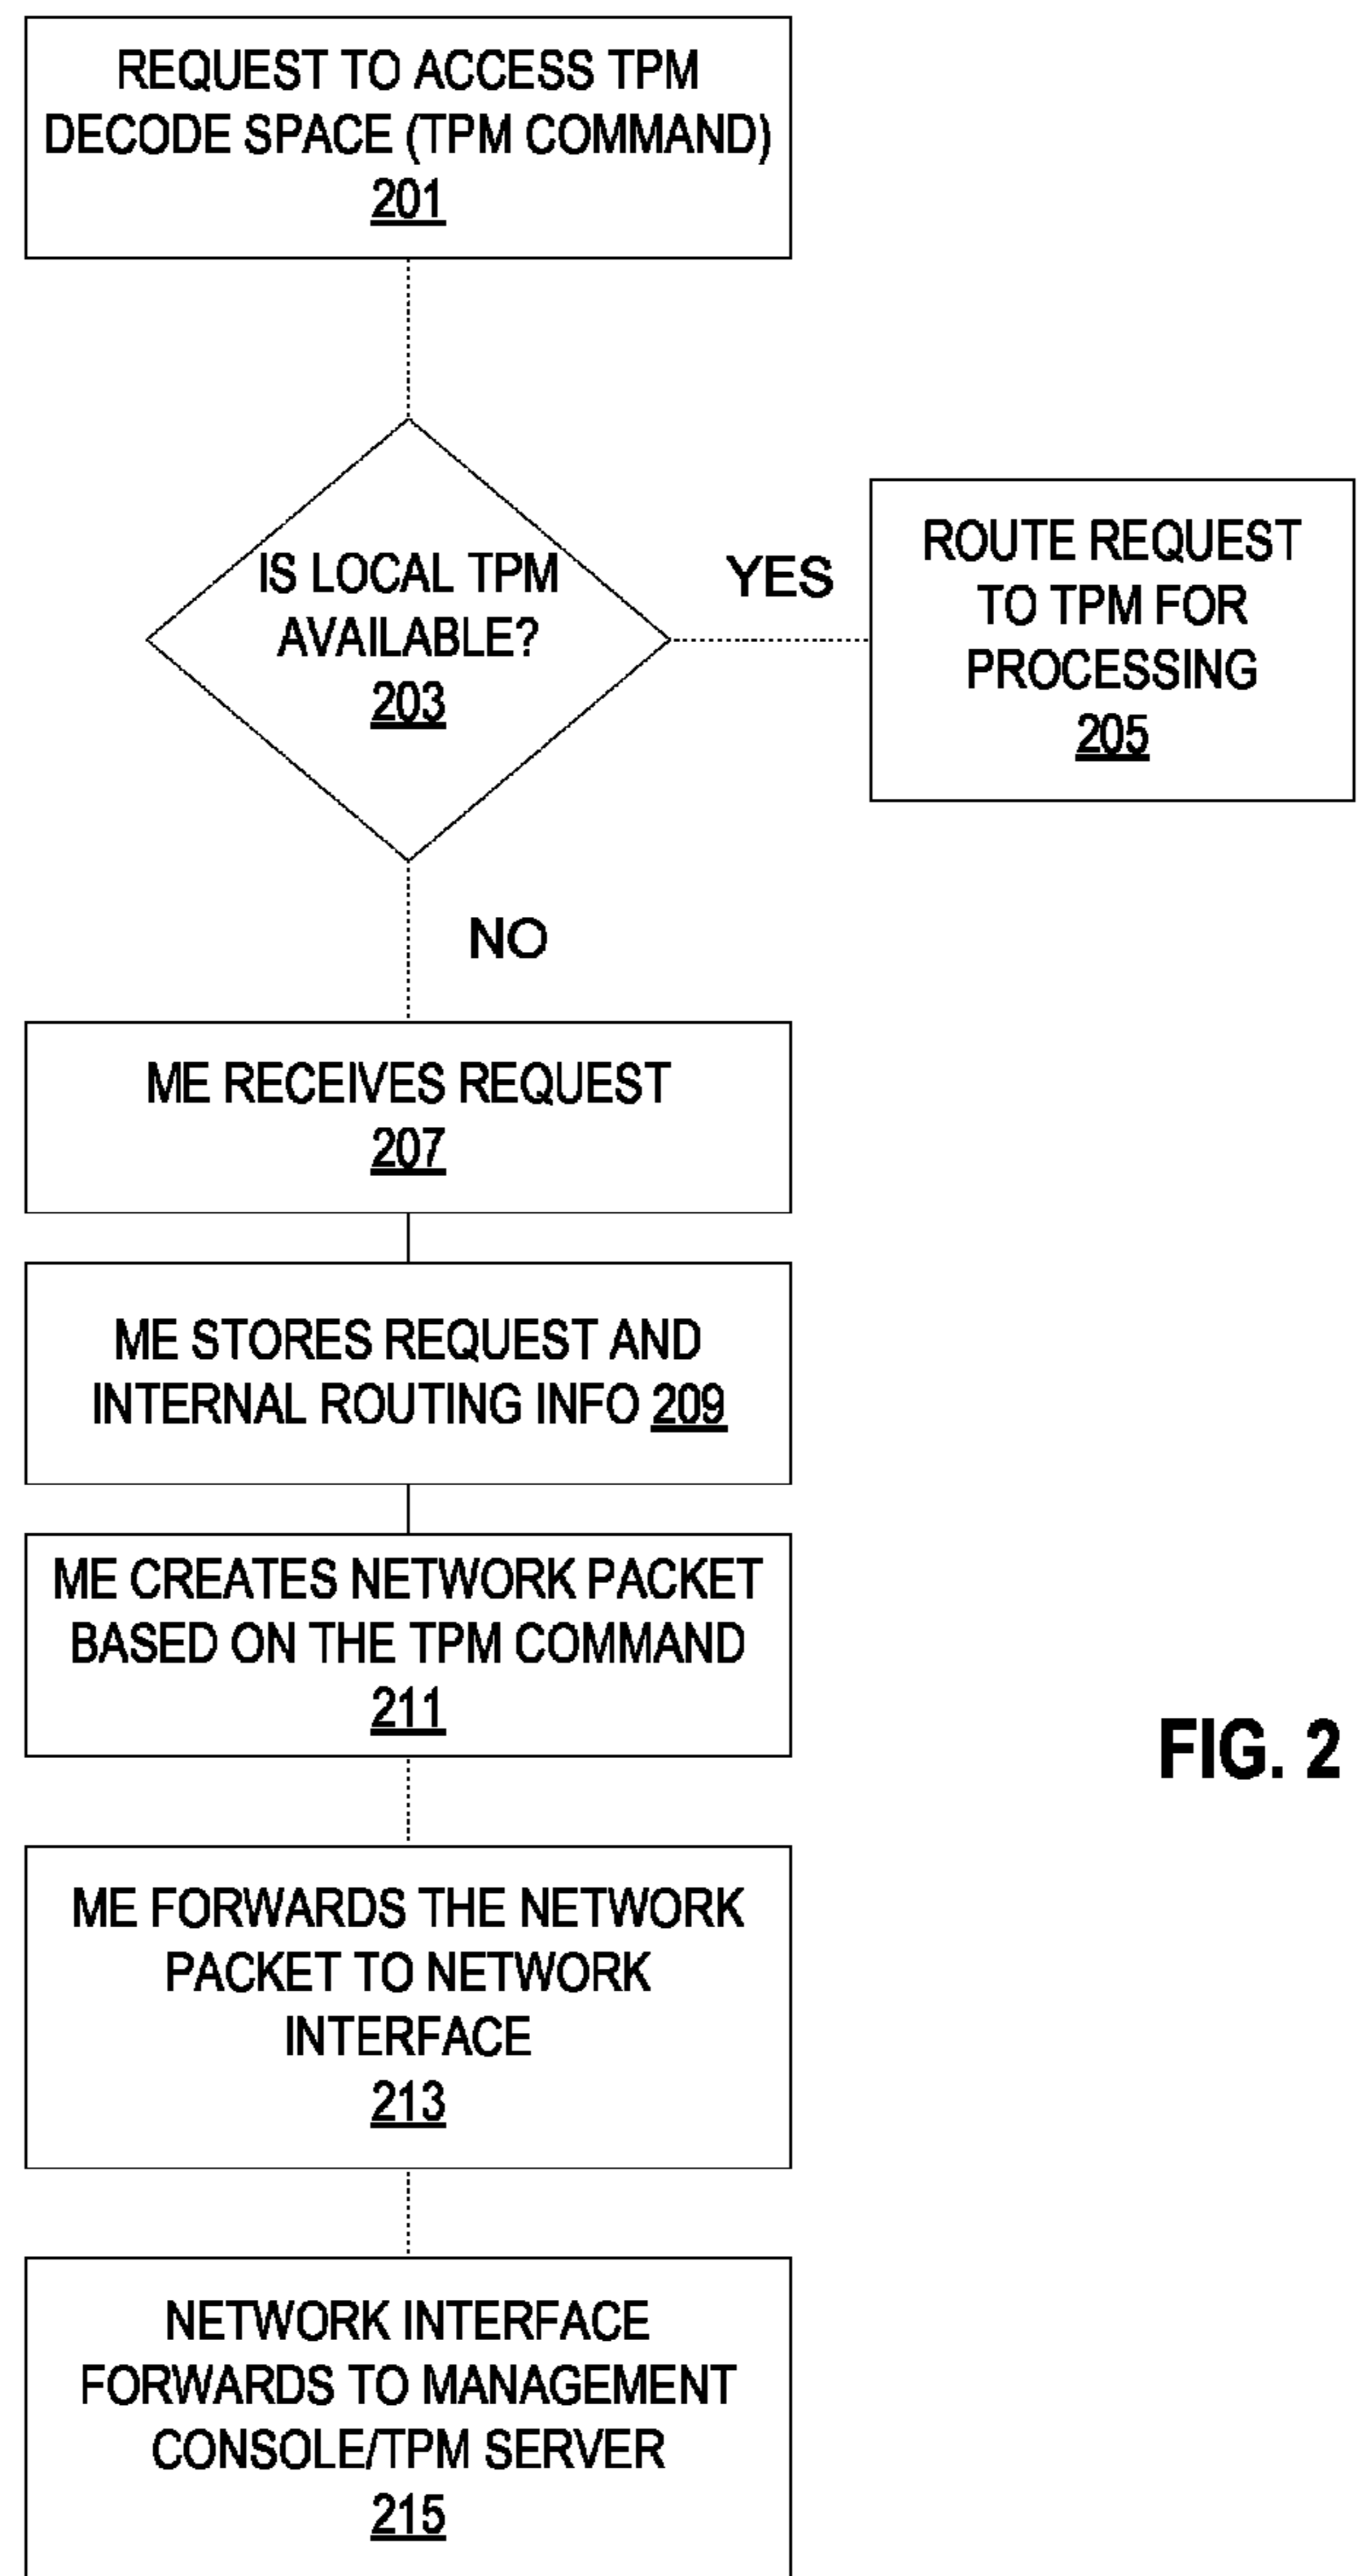 REQUEST TO ACCESS TPM
DECODE SPACE (TPM COMMAND)
201
IS LOCAL TPM
AVAILABLE?
203
YES
ROUTE REQUEST
TO TPM FOR
PROCESSING
205
NO
ME RECEIVES REQUEST
207
ME STORES REQUEST AND
INTERNAL ROUTING INFO 209
ME CREATES NETWORK PACKET
BASED ON THE TPM COMMAND
211
FIG. 2
ME FORWARDS THE NETWORK
PACKET TO NETWORK
INTERFACE
213
NETWORK INTERFACE
FORWARDS TO MANAGEMENT
CONSOLE/TPM SERVER
215